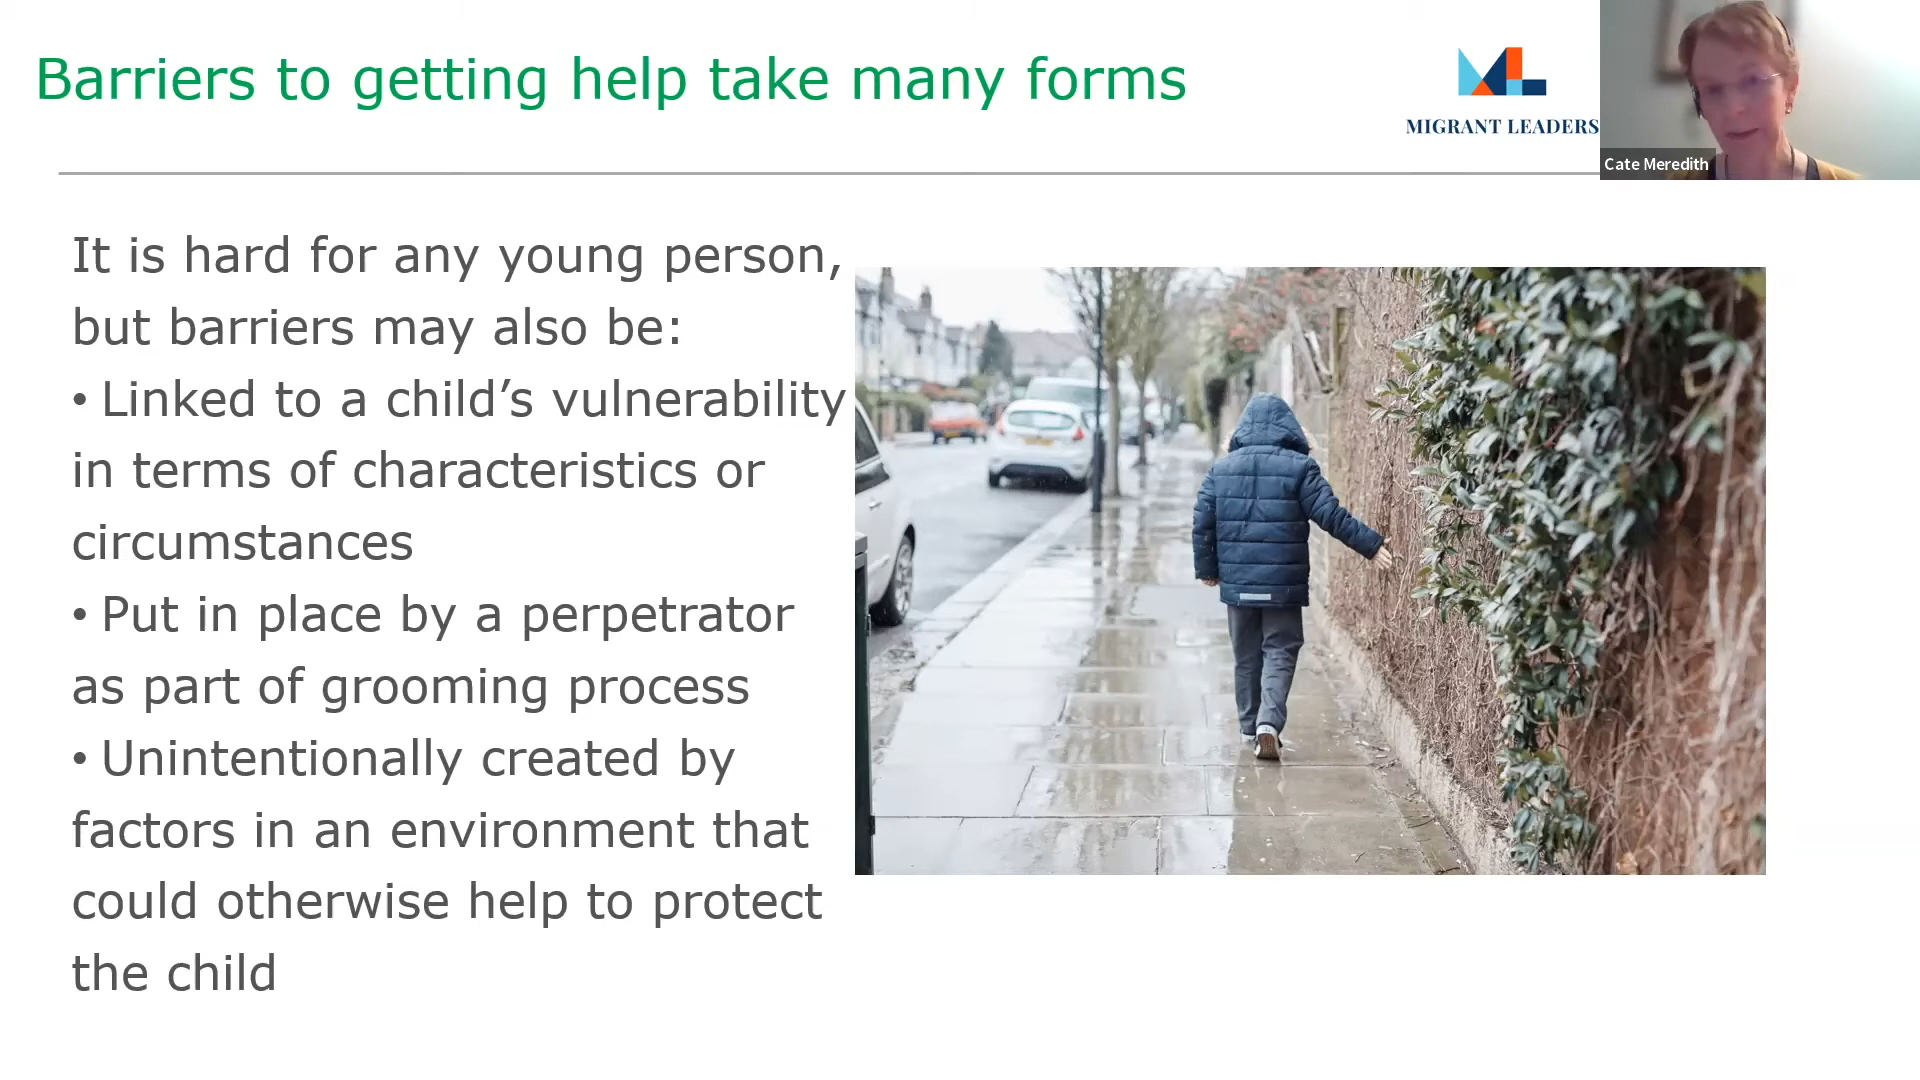 Barriers to getting help take many forms
MIGRANT LEADERS
Cate Meredith
It is hard for any young person,
but barriers may also be:
• Linked to a child’s vulnerability
in terms of characteristics or
circumstances
• Put in place by a perpetrator
as part of grooming process
• Unintentionally created by
factors in an environment that
could otherwise help to protect
the child